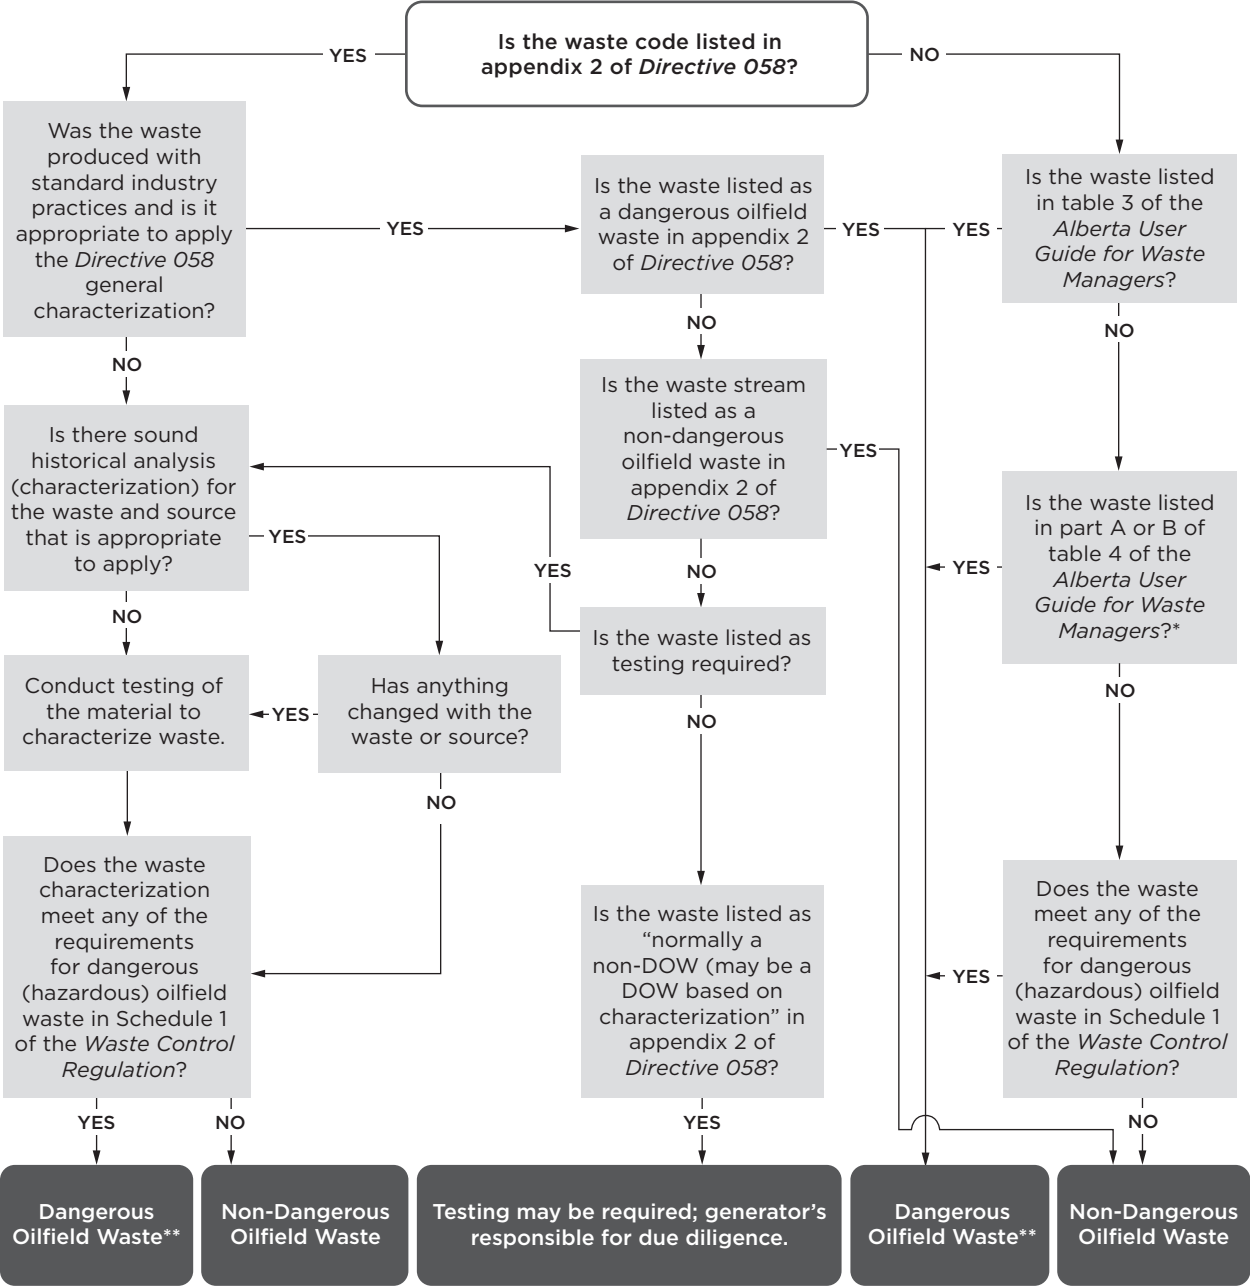 Is the waste code listed in
appendix 2 of Directive 058?
YES
NO
Was the waste
produced with
standard industry
practices and is it
appropriate to apply
the Directive 058
general
characterization?
YES
Is the waste listed as
a dangerous oilfield
waste in appendix 2
of Directive 058?
YES
YES
Is the waste listed
in table 3 of the
Alberta User
Guide for Waste
Managers?
NO
NO
NO
Is there sound
historical analysis
(characterization) for
the waste and source
that is appropriate
to apply?
YES
Is the waste stream
listed as a
non-dangerous
oilfield waste in
appendix 2 of
Directive 058?
YES
Is the waste listed
in part A or B of
table 4 of the
Alberta User
Guide for Waste
Managers?*
YES
NO
YES
NO
Is the waste listed as
testing required?
NO
NO
Conduct testing of
the material to
characterize waste.
YES
Has anything
changed with the
waste or source?
NO
Does the waste
characterization
meet any of the
requirements
for dangerous
(hazardous) oilfield
waste in Schedule 1
of the Waste Control
Regulation?
Is the waste listed as
“normally a
non-DOW (may be a
DOW based on
characterization” in
appendix 2 of
Directive 058?
YES
Does the waste
meet any of the
requirements
for dangerous
(hazardous) oilfield
waste in Schedule 1
of the Waste Control
Regulation?
YES
NO
YES
NO
Dangerous
Oilfield Waste**
Non-Dangerous
Oilfield Waste
Testing may be required; generator’s
responsible for due diligence.
Dangerous
Oilfield Waste**
Non-Dangerous
Oilfield Waste